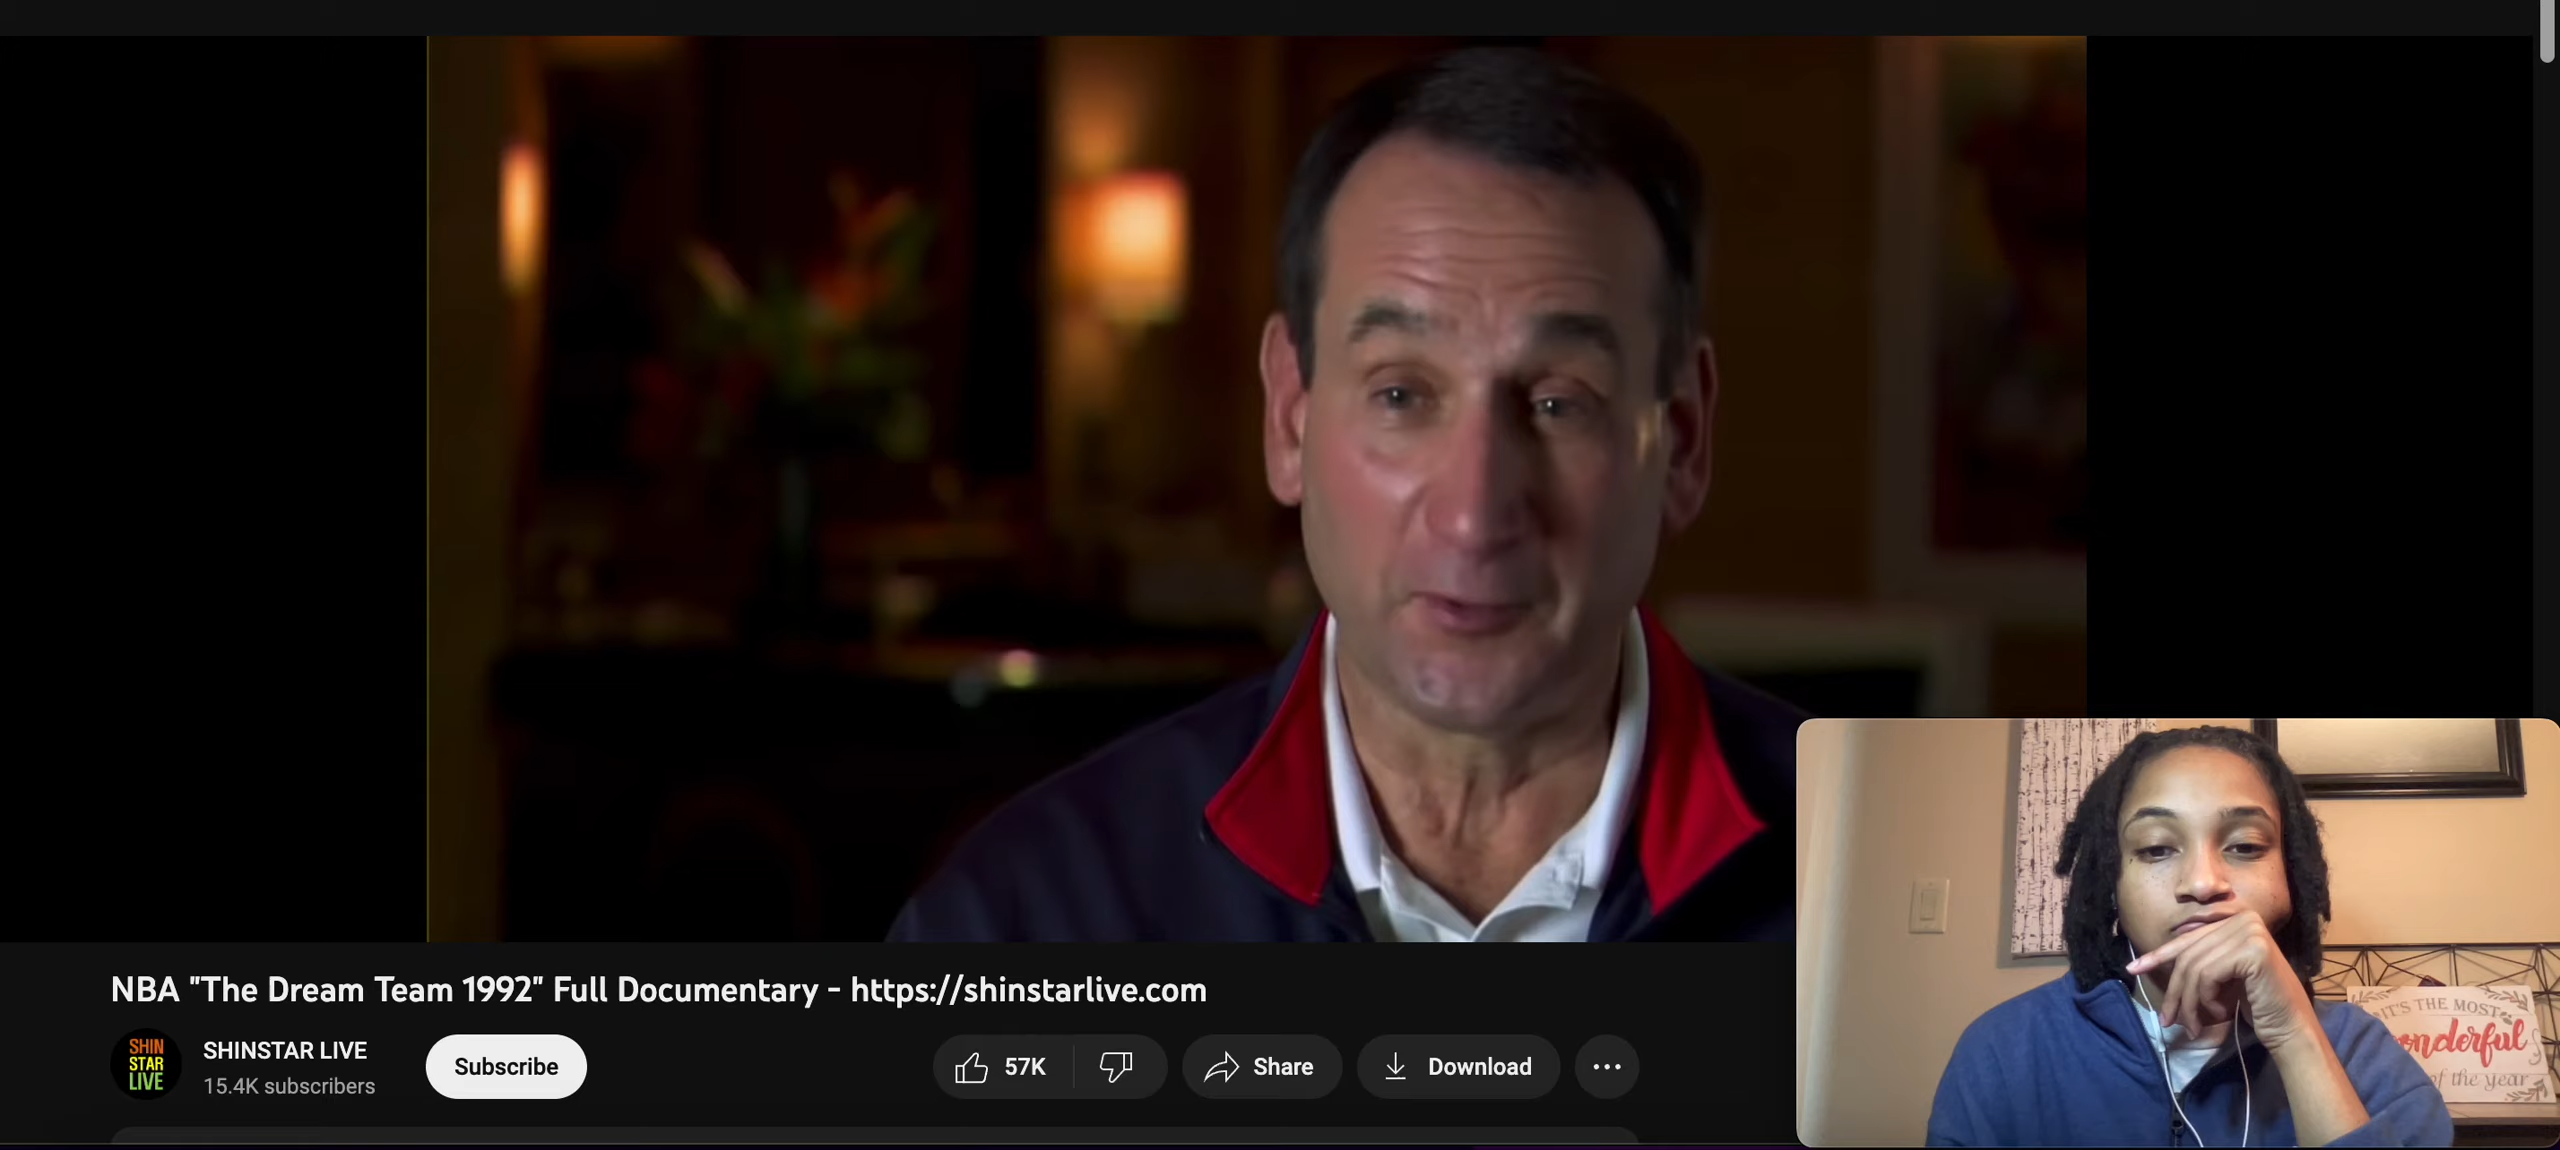 NBA "The Dream Team 1992" Full Documentary - https://shinstarlive.com
SHIN
STAR
LIVE
SHINSTAR LIVE
15.4K subscribers
Subscribe
57K
Share
Download
IT'S THE MOST
onderful
of the year